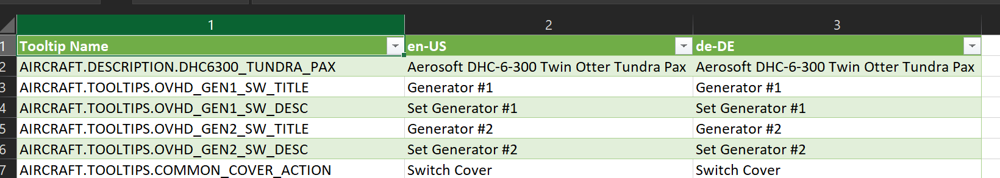 1 2 3
1 Tooltip Name en-US de-DE
2 AIRCRAFT.DESCRIPTION.DHC6300_TUNDRA_PAX Aerosoft DHC-6-300 Twin Otter Tundra Pax Aerosoft DHC-6-300 Twin Otter Tundra Pax
3 AIRCRAFT.TOOLTIPS.OVHD_GEN1_SW_TITLE Generator #1 Generator #1
4 AIRCRAFT.TOOLTIPS.OVHD_GEN1_SW_DESC Set Generator #1 Set Generator #1
5 AIRCRAFT.TOOLTIPS.OVHD_GEN2_SW_TITLE Generator #2 Generator #2
6 AIRCRAFT.TOOLTIPS.OVHD_GEN2_SW_DESC Set Generator #2 Set Generator #2
7 AIRCRAFT.TOOLTIPS.COMMON_COVER_ACTION Switch Cover Switch Cover